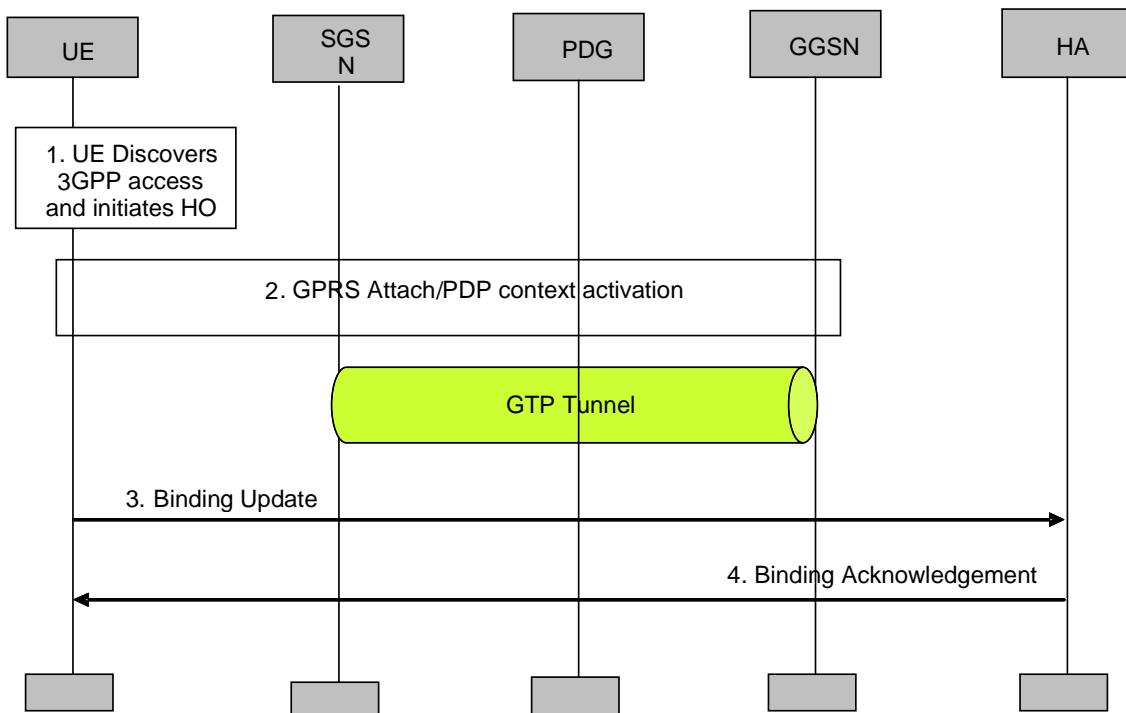 UE
SGS
N
PDG
GGSN
HA
1. UE Discovers
3GPP access
and initiates HO
2. GPRS Attach/PDP context activation
GTP Tunnel
3. Binding Update
4. Binding Acknowledgement